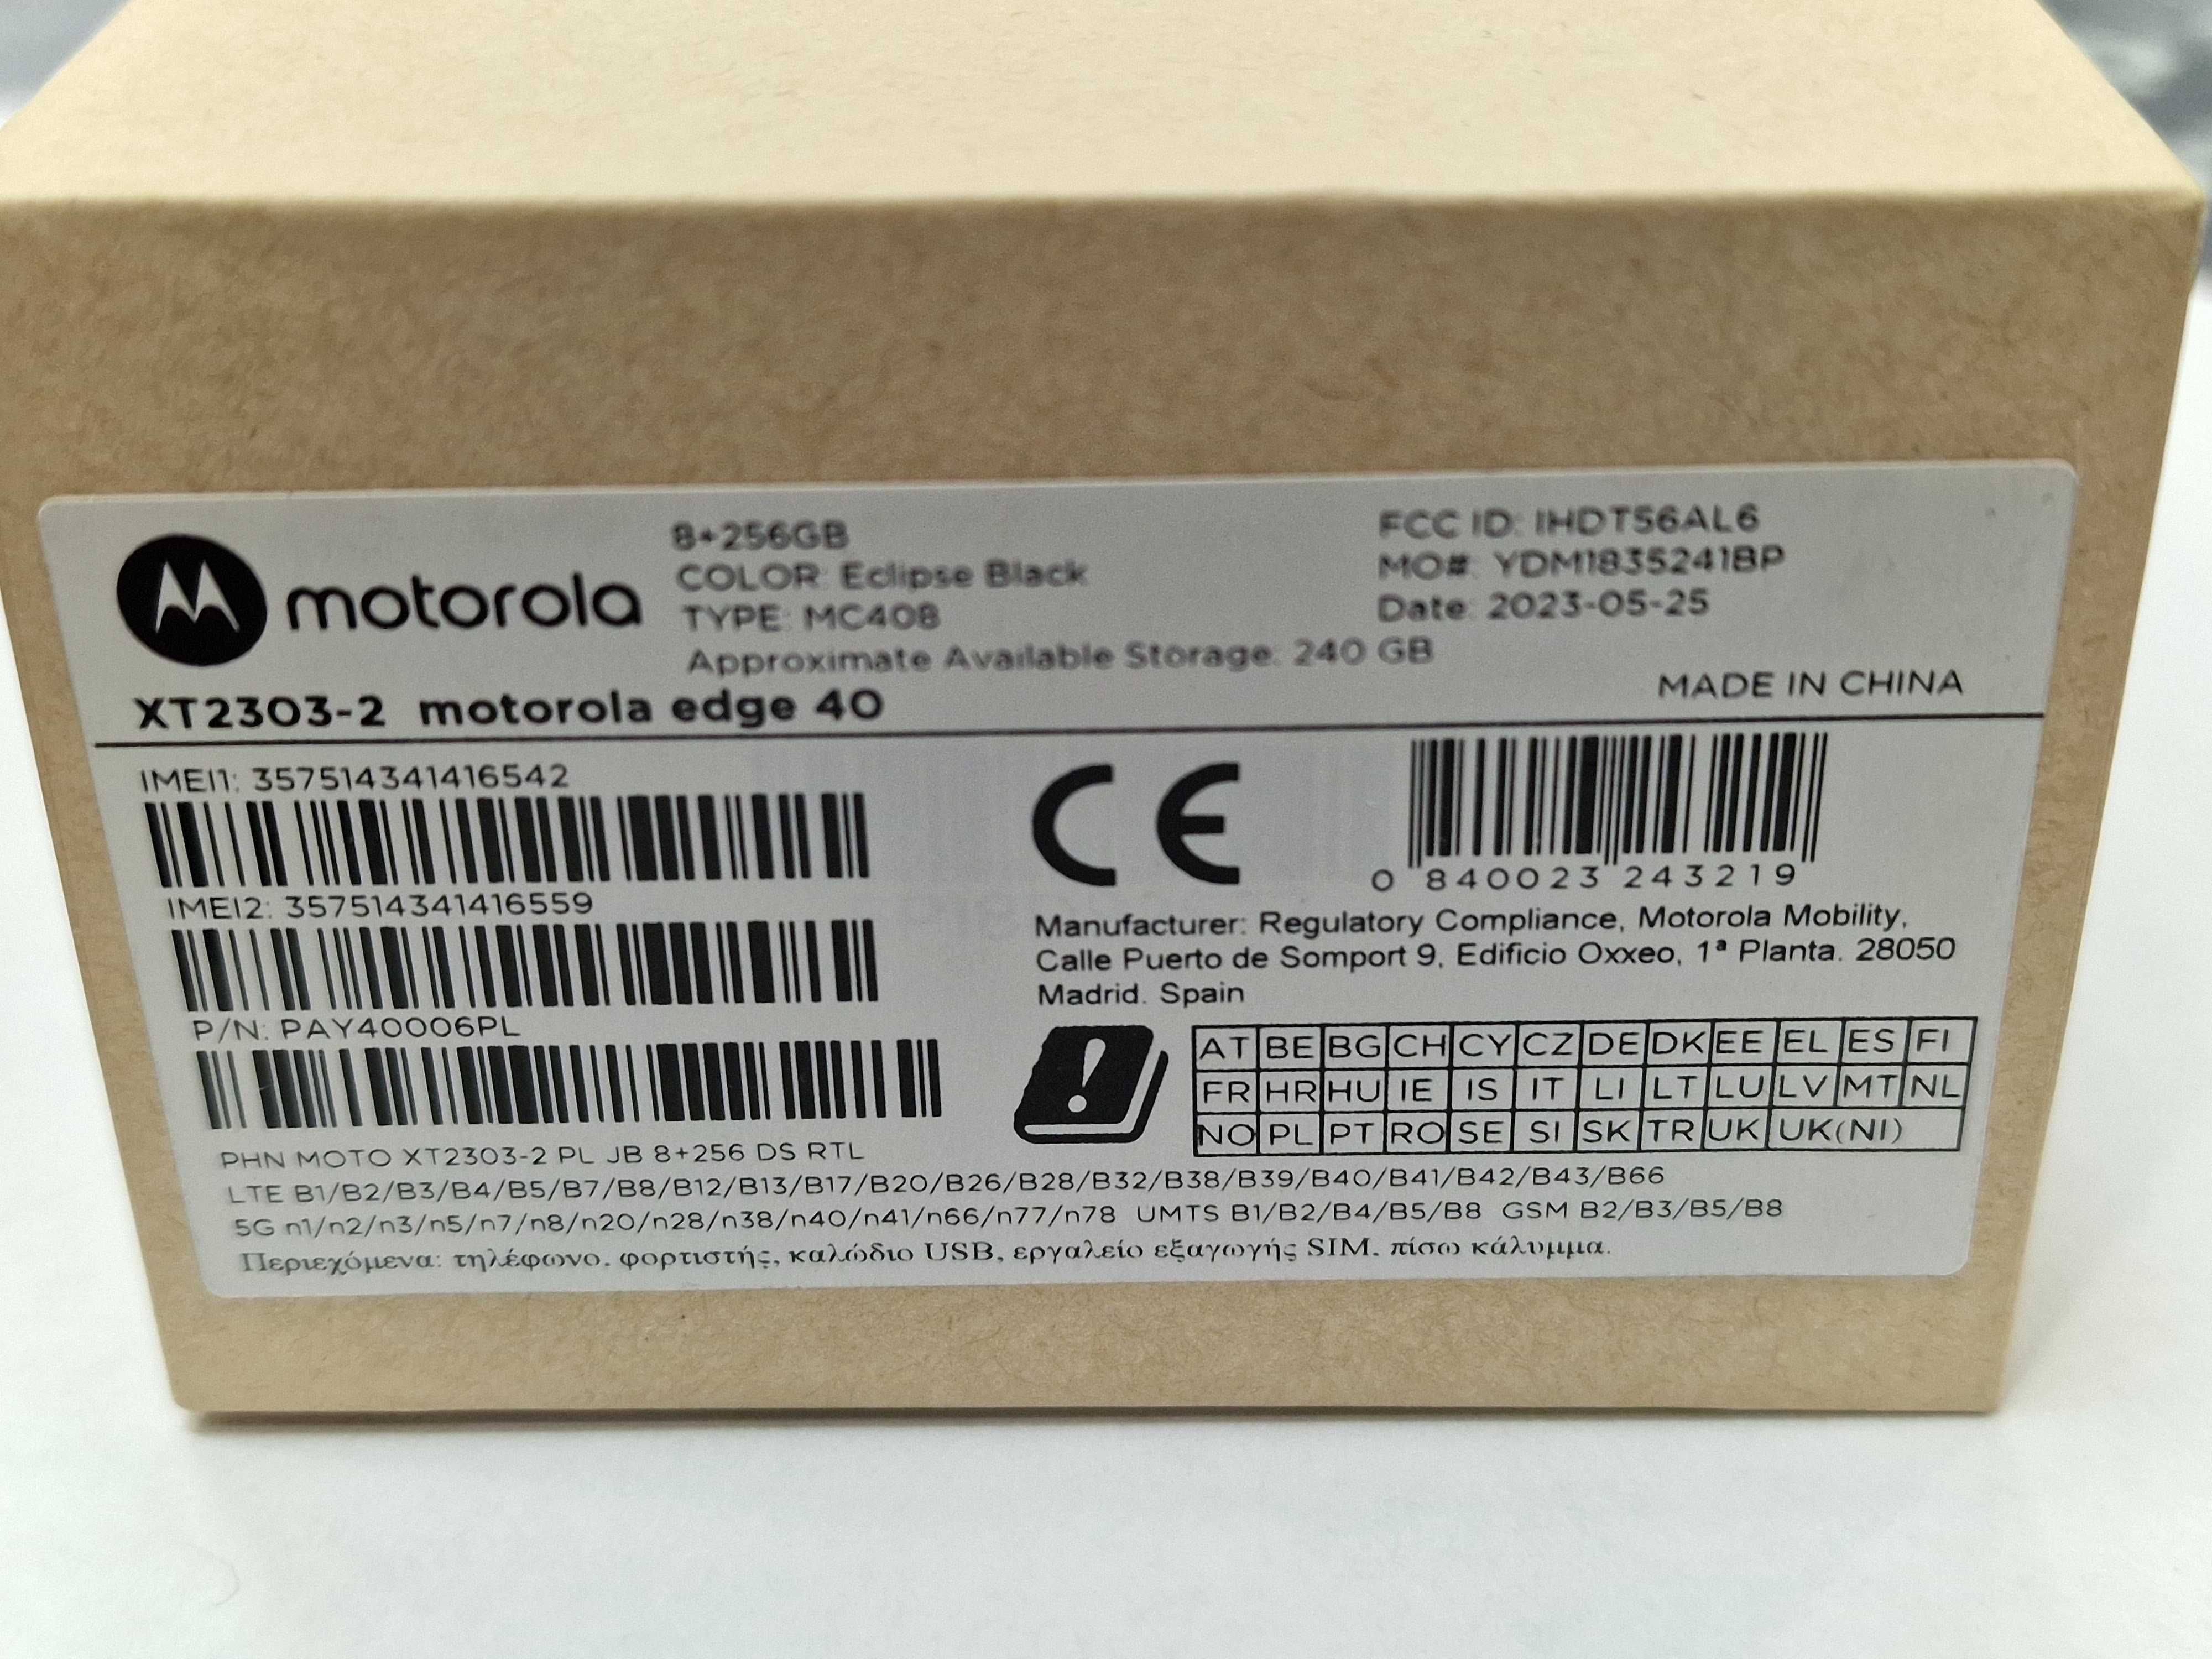 motorola
8+256GB
COLOR: Eclipse Black
TYPE: MC408
Approximate Available Storage: 240 GB
FCC ID: IHDT56AL6
MO#: YDM1835241BP
Date: 2023-05-25
MADE IN CHINA
XT2303-2 motorola edge 40
IMEI1: 357514341416542
IMEI2: 357514341416559
P/N: PAY40006PL
PHN MOTO XT2303-2 PL JB 8+256 DS RTL
CE
0 840023 243219
Manufacturer: Regulatory Compliance, Motorola Mobility,
Calle Puerto de Somport 9, Edificio Oxxeo, 1ª Planta. 28050
Madrid. Spain
AT BE BG CH CY CZ DE DK EE EL ES FI
FR HR HU IE IS IT LI LT LU LV MT NL
NO PL PT RO SE SI SK TR UK UK(NI)
LTE B1/B2/B3/B4/B5/B7/B8/B12/B13/B17/B20/B26/B28/B32/B38/B39/B40/B41/B42/B43/B66
5G n1/n2/n3/n5/n7/n8/n20/n28/n38/n40/n41/n66/n77/n78 UMTS B1/B2/B4/B5/B8 GSM B2/B3/B5/B8
Περιεχόμενα: τηλέφωνο, φορτιστής, καλώδιο USB, εργαλείο εξαγωγής SIM, πίσω κάλυμμα.